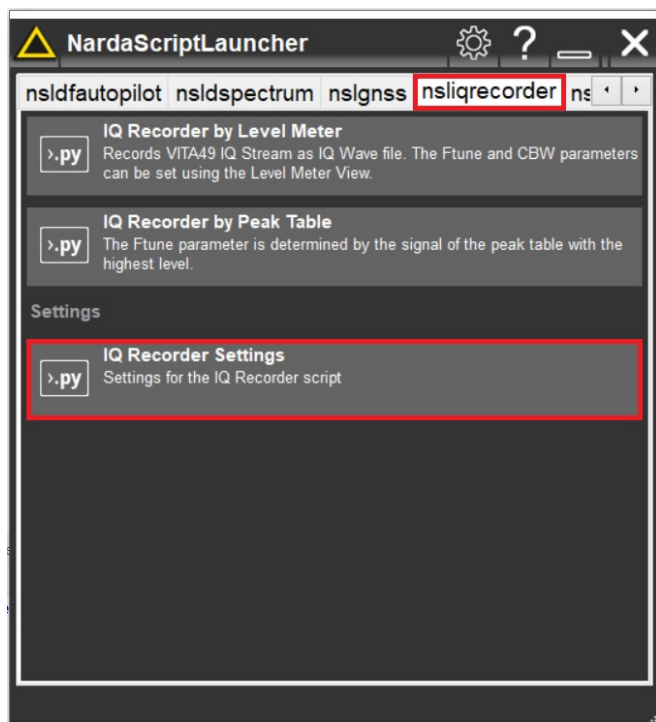 NardaScriptLauncher
?
nsldfautopilot nsldspectrum nslgnss nsliqrecorder ns
IQ Recorder by Level Meter
>.py
Records VITA49 IQ Stream as IQ Wave file. The Ftune and CBW parameters
can be set using the Level Meter View.
IQ Recorder by Peak Table
>.py
The Ftune parameter is determined by the signal of the peak table with the
highest level.
Settings
IQ Recorder Settings
>.py
Settings for the IQ Recorder script